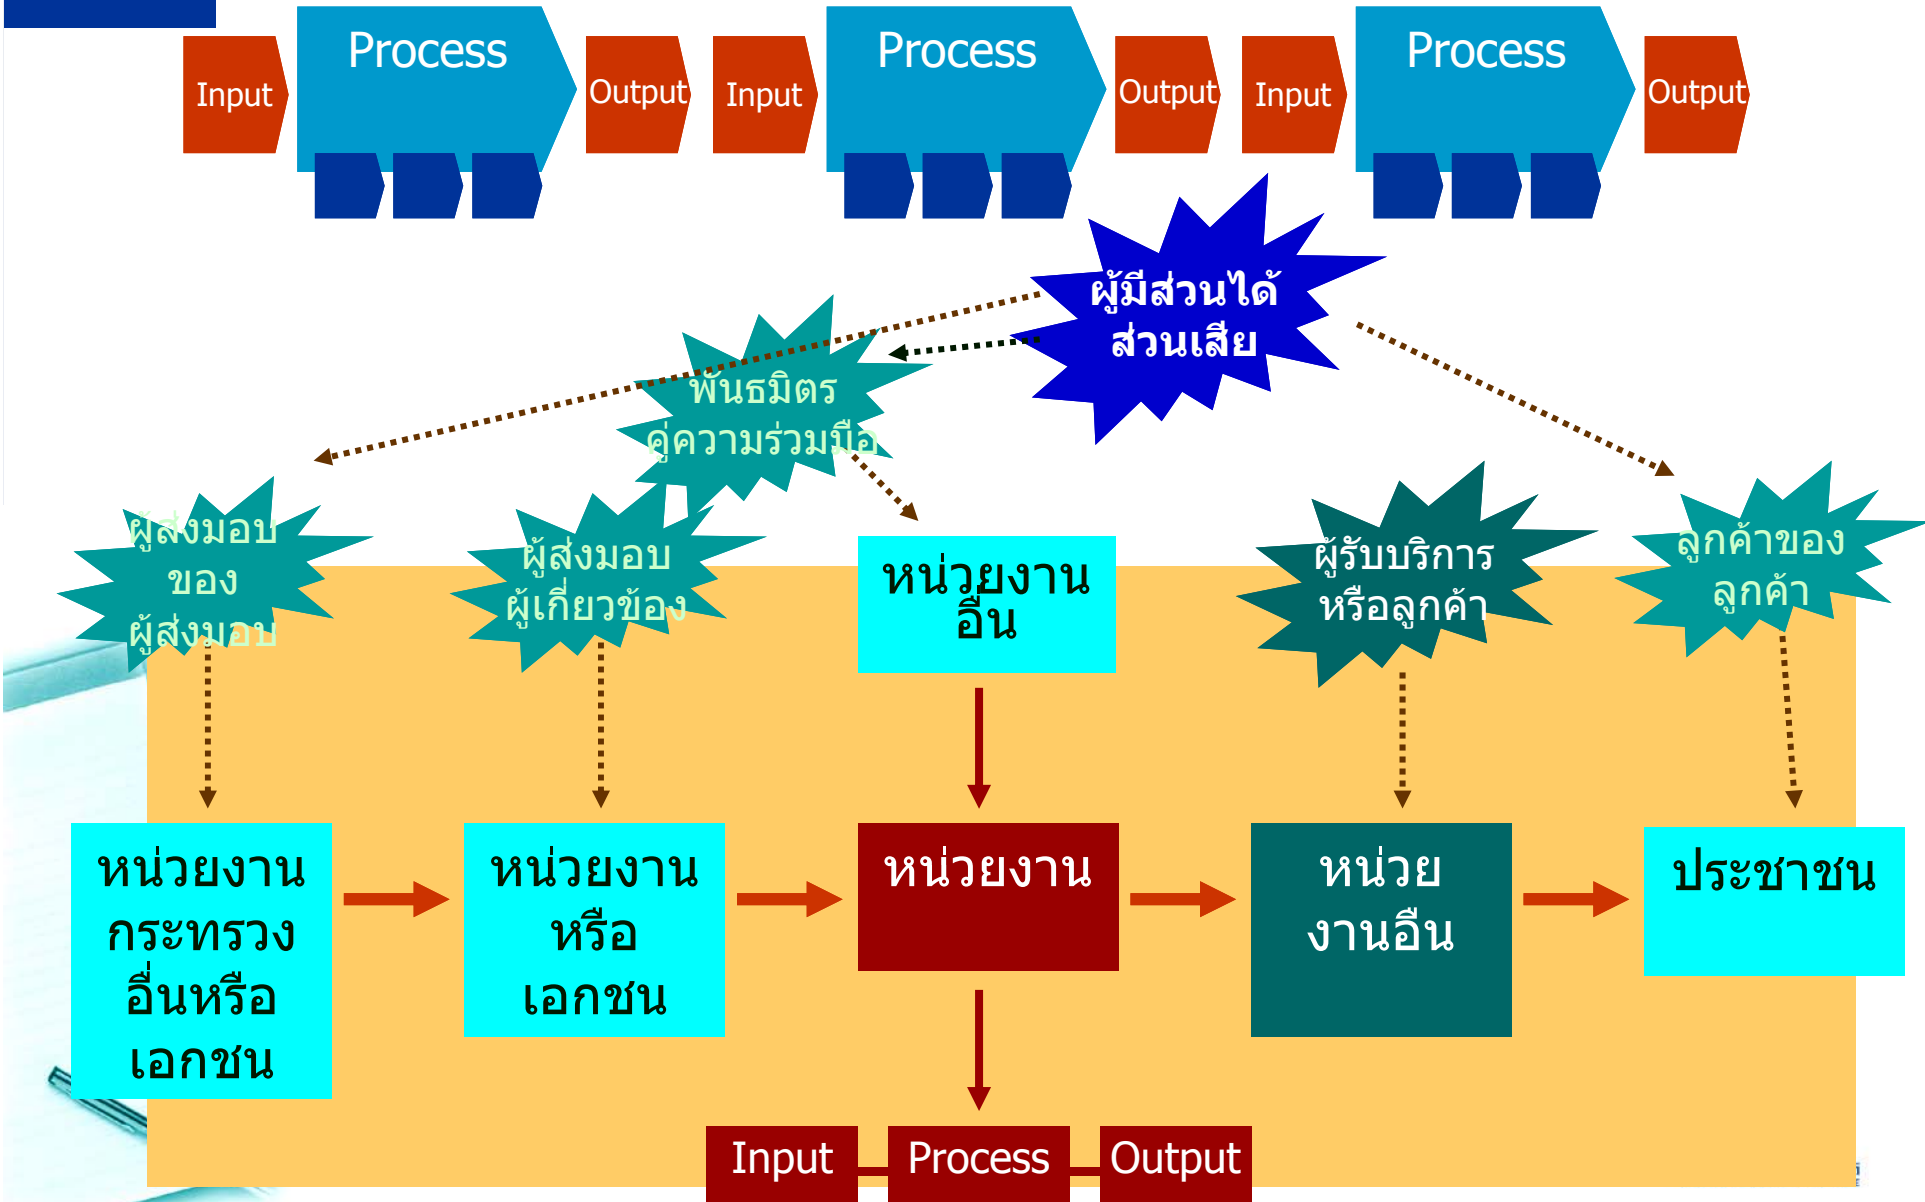 Input
Process
Output
Input
Process
Output
Input
Process
Output
ผู้มีส่วนได้
ส่วนเสีย
พันธมิตร
คู่ความร่วมมือ
ผู้ส่งมอบ
ของ
ผู้ส่งมอบ
ผู้ส่งมอบ
ผู้เกี่ยวข้อง
หน่วยงาน
อื่น
ผู้รับบริการ
หรือลูกค้า
ลูกค้าของ
ลูกค้า
หน่วยงาน
กระทรวง
อื่นหรือ
เอกชน
หน่วยงาน
หรือ
เอกชน
หน่วยงาน
หน่วย
งานอื่น
ประชาชน
Input
Process
Output